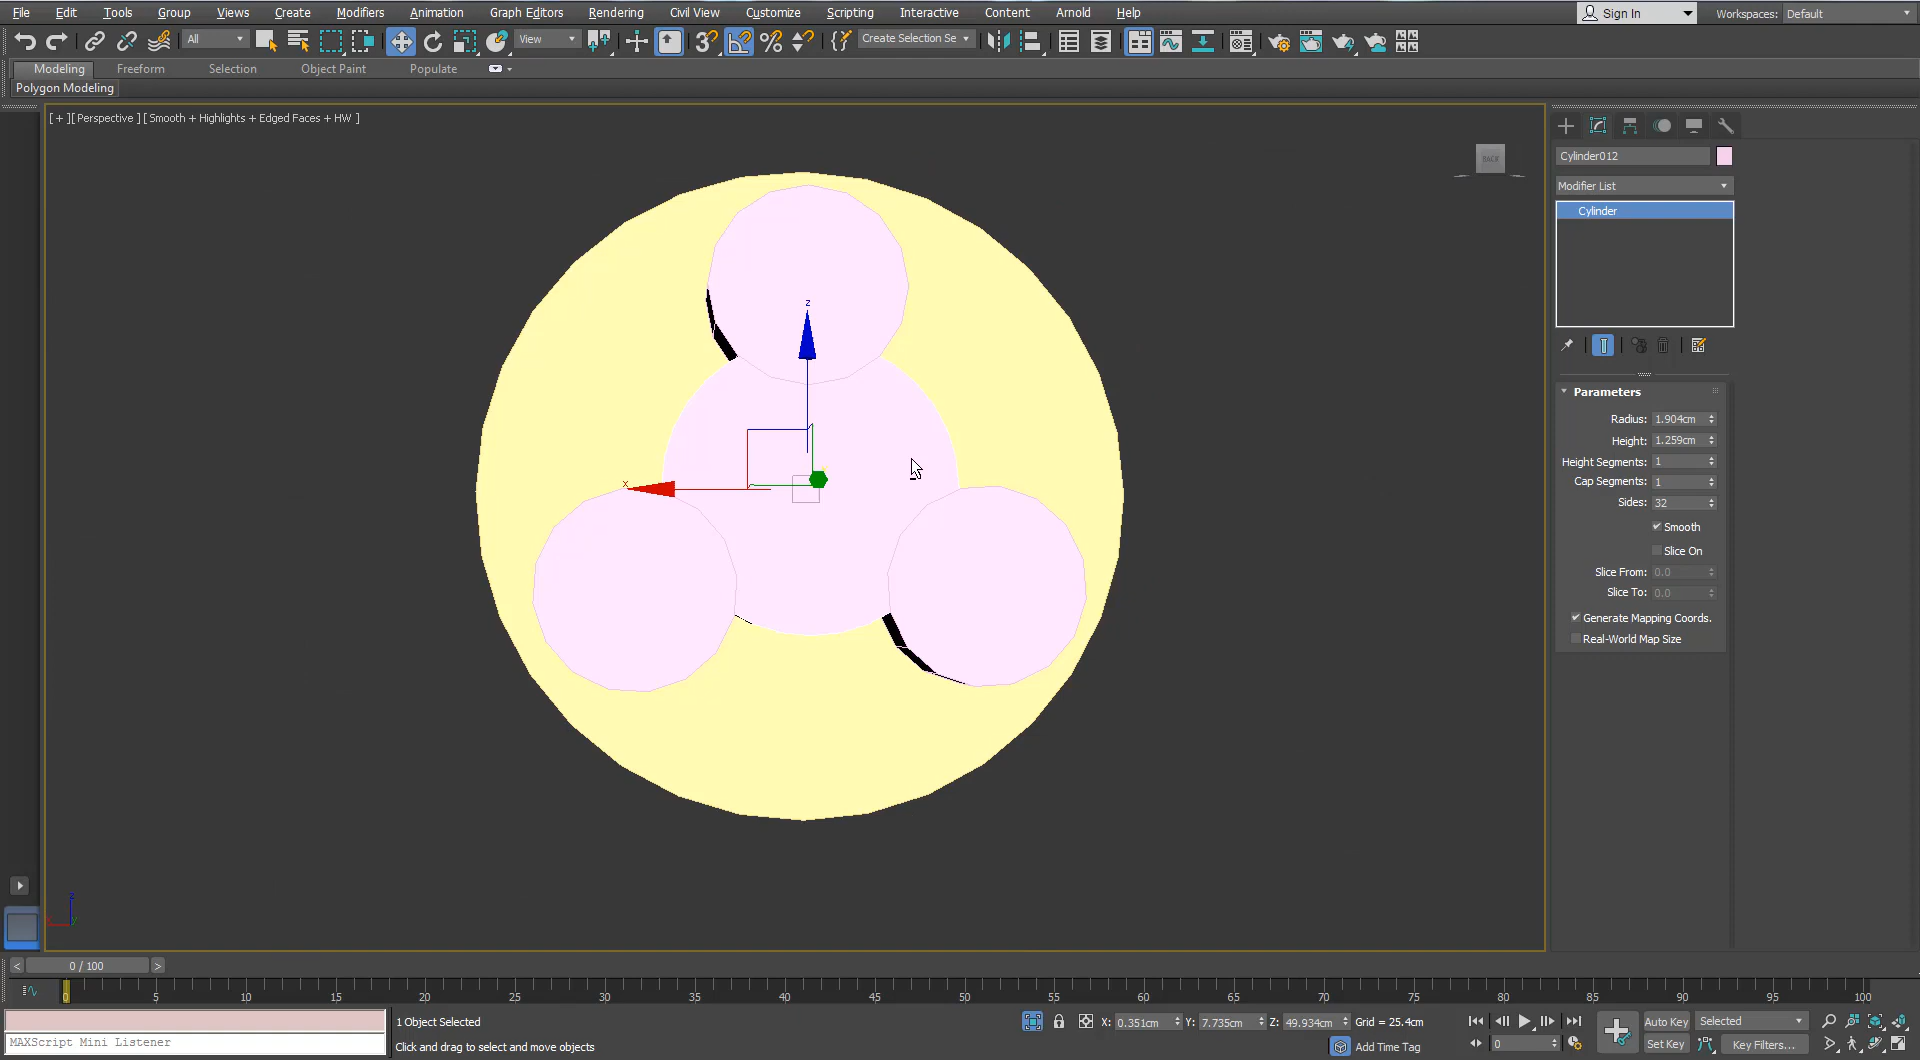 File Edit Tools Group Views Create Modifiers Animation Graph Editors Rendering Civil View Customize Scripting Interactive Content Arnold Help Sign In Workspaces: Default
All View Create Selection Se
Modeling Freeform Selection Object Paint Populate
Polygon Modeling
[ + ] [ Perspective ] [ Smooth + Highlights + Edged Faces + HW ]
BACK
Cylinder012
Modifier List
Cylinder
z
x
Parameters
Radius: 1.904cm
Height: 1.259cm
Height Segments: 1
Cap Segments: 1
Sides: 32
Smooth
Slice On
Slice From: 0.0
Slice To: 0.0
Generate Mapping Coords.
Real-World Map Size
z
x y
< 0 / 100 >
0 5 10 15 20 25 30 35 40 45 50 55 60 65 70 75 80 85 90 95 100
1 Object Selected X: 0.351cm Y: 7.735cm Z: 49.934cm Grid = 25.4cm Auto Key Selected
MAXScript Mini Listener Click and drag to select and move objects Add Time Tag 0 Set Key Key Filters...